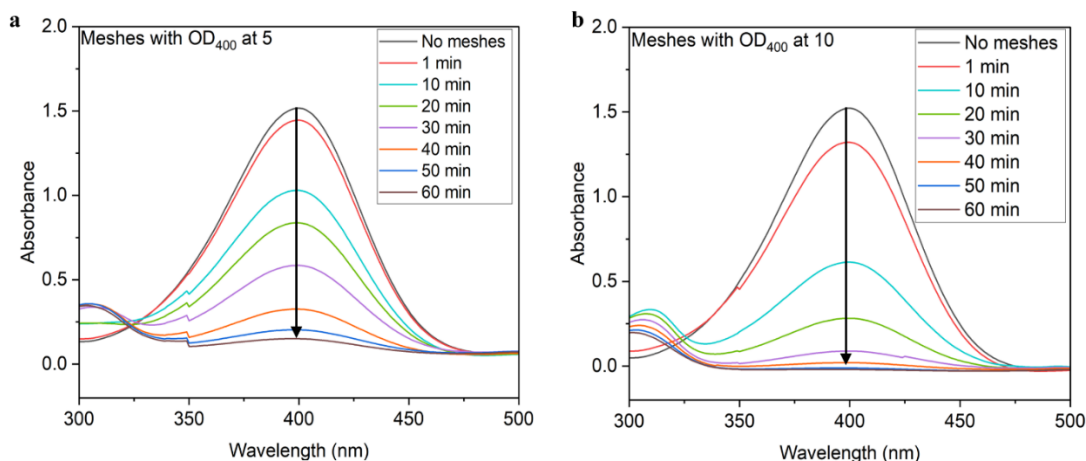 a
Meshes with OD₄₀₀ at 5
No meshes
1 min
10 min
20 min
30 min
40 min
50 min
60 min
2.0
1.5
1.0
0.5
0.0
Absorbance
300
350
400
450
500
Wavelength (nm)
b
Meshes with OD₄₀₀ at 10
No meshes
1 min
10 min
20 min
30 min
40 min
50 min
60 min
2.0
1.5
1.0
0.5
0.0
Absorbance
300
350
400
450
500
Wavelength (nm)